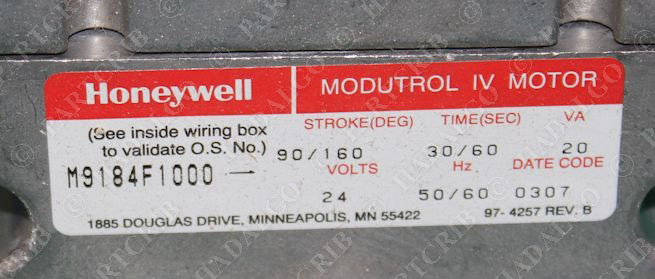 Honeywell MODUTROL IV MOTOR
(See inside wiring box STROKE(DEG) TIME(SEC) VA
to validate O.S. No.) 90/160 30/60 20
M9184F1000 → VOLTS Hz DATE CODE
24 50/60 0307
1885 DOUGLAS DRIVE, MINNEAPOLIS, MN 55422 97-4257 REV. B
PARTCRIB
HADALGO